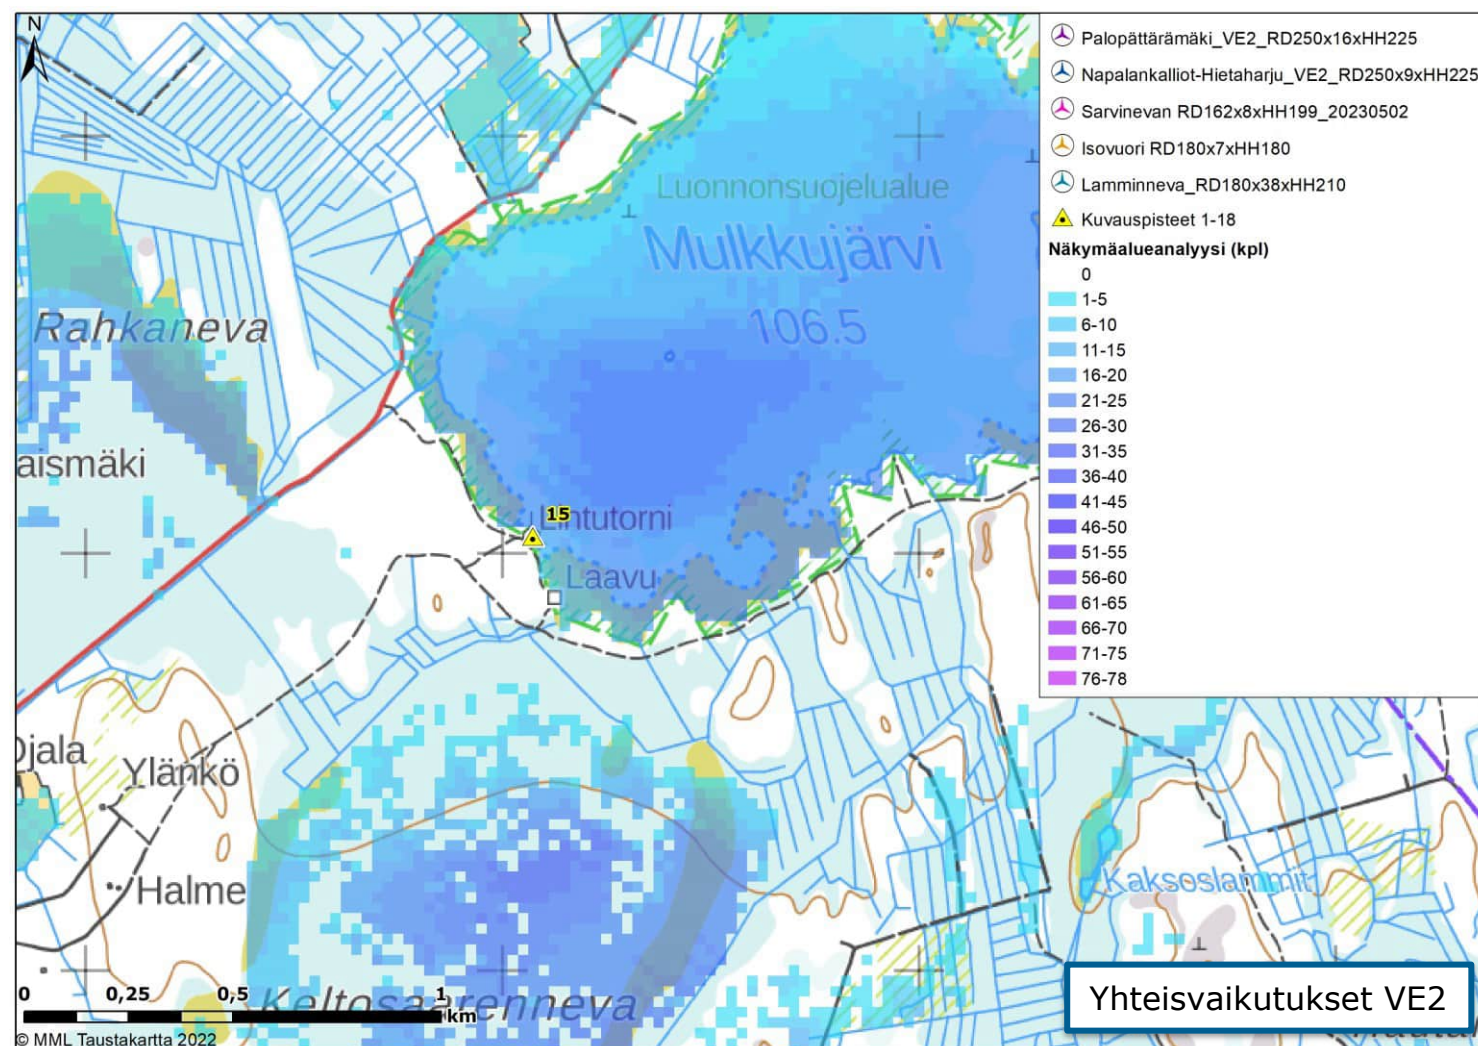 N
Palopättärämäki_VE2_RD250x16xHH225
Napalankalliot-Hietaharju_VE2_RD250x9xHH225
Sarvinevan RD162x8xHH199_20230502
Isovuori RD180x7xHH180
Lamminneva_RD180x38xHH210
Kuvauspisteet 1-18
Näkymäalueanalyysi (kpl)
0
1-5
6-10
11-15
16-20
21-25
26-30
31-35
36-40
41-45
46-50
51-55
56-60
61-65
66-70
71-75
76-78
Luonnonsuojelualue
Mulkkujärvi
106.5
Rahkaneva
aismäki
15
Lintutorni
Laavu
Ojala
Ylänkö
Halme
Kaksoslammit
Keltosaarenneva
0 0,25 0,5 1
km
Yhteisvaikutukset VE2
© MML Taustakartta 2022